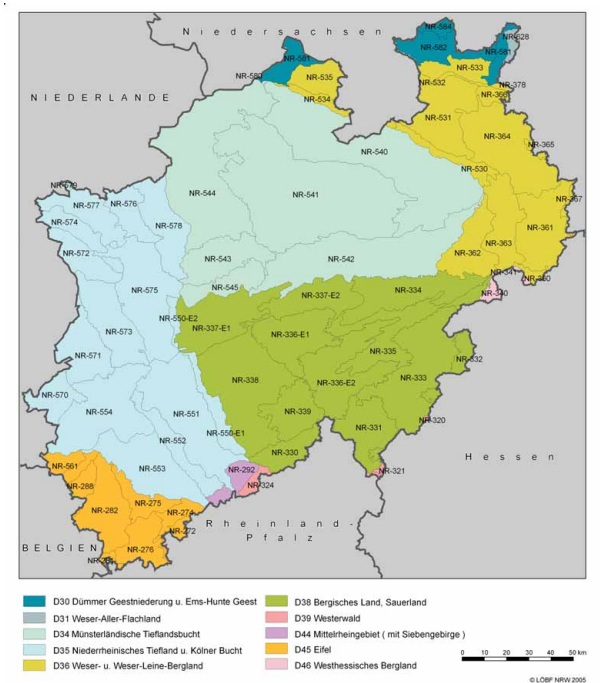 Niedersachsen
NR-584
NR-628
NR-581
NR-582
NR-581
NR-580
NR-535
NR-533
NR-532
NR-378
NR-366
NIEDERLANDE
NR-534
NR-531
NR-364
NR-365
NR-540
NR-530
NR-544
NR-541
NR-367
NR-577
NR-576
NR-574
NR-578
NR-361
NR-363
NR-572
NR-362
NR-543
NR-542
NR-341
NR-575
NR-545
NR-334
NR-340
NR-337-E2
NR-550-E2
NR-337-E1
NR-336-E1
NR-573
NR-335
NR-571
NR-332
NR-338
NR-336-E2
NR-333
NR-570
NR-554
NR-551
NR-339
NR-320
NR-331
NR-550-E1
NR-552
NR-330
Hessen
NR-561
NR-553
NR-292
NR-321
NR-288
NR-324
NR-275
NR-282
NR-274
Rheinland-
Pfalz
NR-272
BELGIEN
NR-276
D30 Dümmer Geestniederung u. Ems-Hunte Geest
D31 Weser-Aller-Flachland
D34 Münsterländische Tieflandsbucht
D35 Niederrheinisches Tiefland u. Kölner Bucht
D36 Weser- u. Weser-Leine-Bergland
D38 Bergisches Land, Sauerland
D39 Westerwald
D44 Mittelrheingebiet ( mit Siebengebirge )
D45 Eifel
D46 Westhessisches Bergland
10 0 10 20 30 40 50 km
© LÖBF NRW 2005